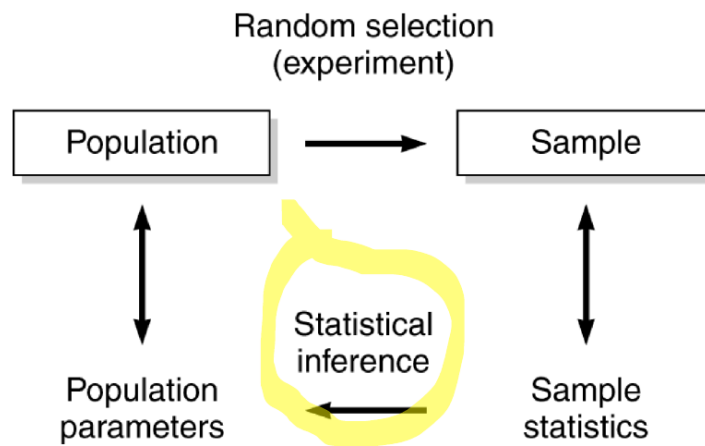 Random selection
(experiment)
Population
Sample
Statistical
inference
Population
parameters
Sample
statistics